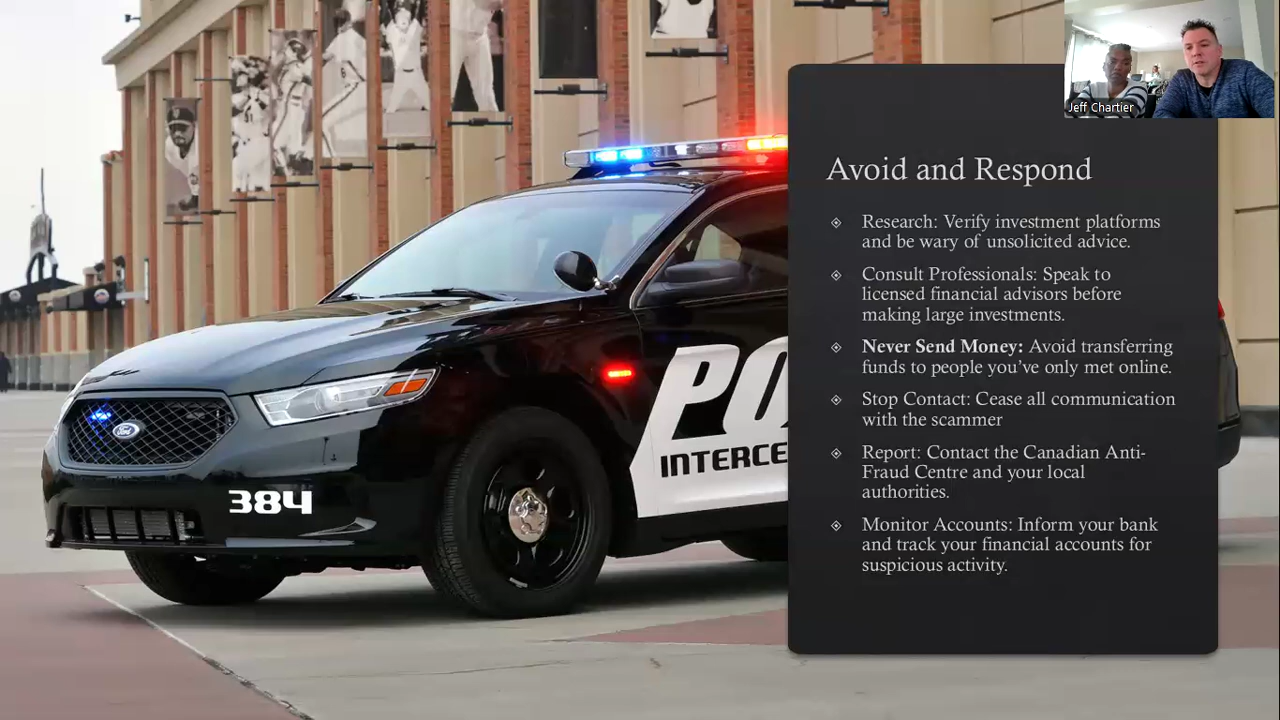 Jeff Chartier
Avoid and Respond
Research: Verify investment platforms
and be wary of unsolicited advice.
Consult Professionals: Speak to
licensed financial advisors before
making large investments.
Never Send Money: Avoid transferring
funds to people you've only met online.
Stop Contact: Cease all communication
with the scammer
Report: Contact the Canadian Anti-
Fraud Centre and your local
authorities.
Monitor Accounts: Inform your bank
and track your financial accounts for
suspicious activity.
PO
INTERCE
Ford
384